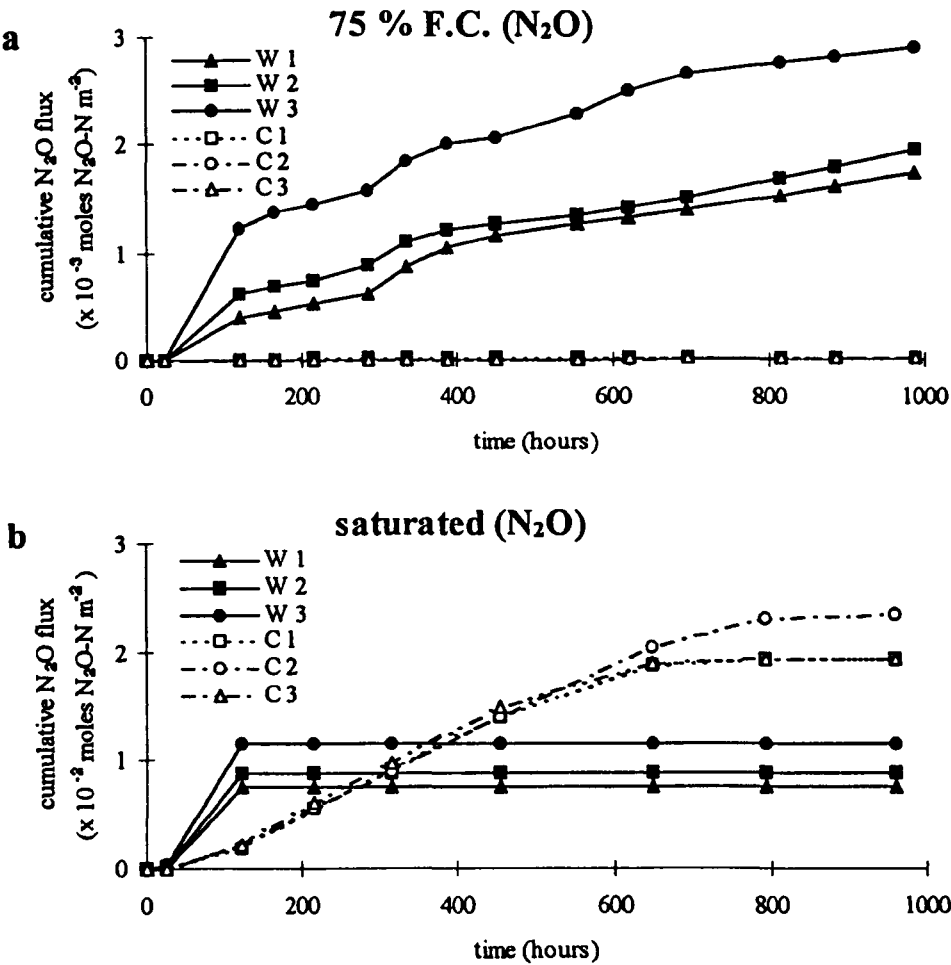 a
75 % F.C. (N₂O)
cumulative N₂O flux
(x 10⁻³ moles N₂O-N m⁻²)
3
2
1
0
W 1
W 2
W 3
C 1
C 2
C 3
0 200 400 600 800 1000
time (hours)
b
saturated (N₂O)
cumulative N₂O flux
(x 10⁻² moles N₂O-N m⁻²)
3
2
1
0
W 1
W 2
W 3
C 1
C 2
C 3
0 200 400 600 800 1000
time (hours)